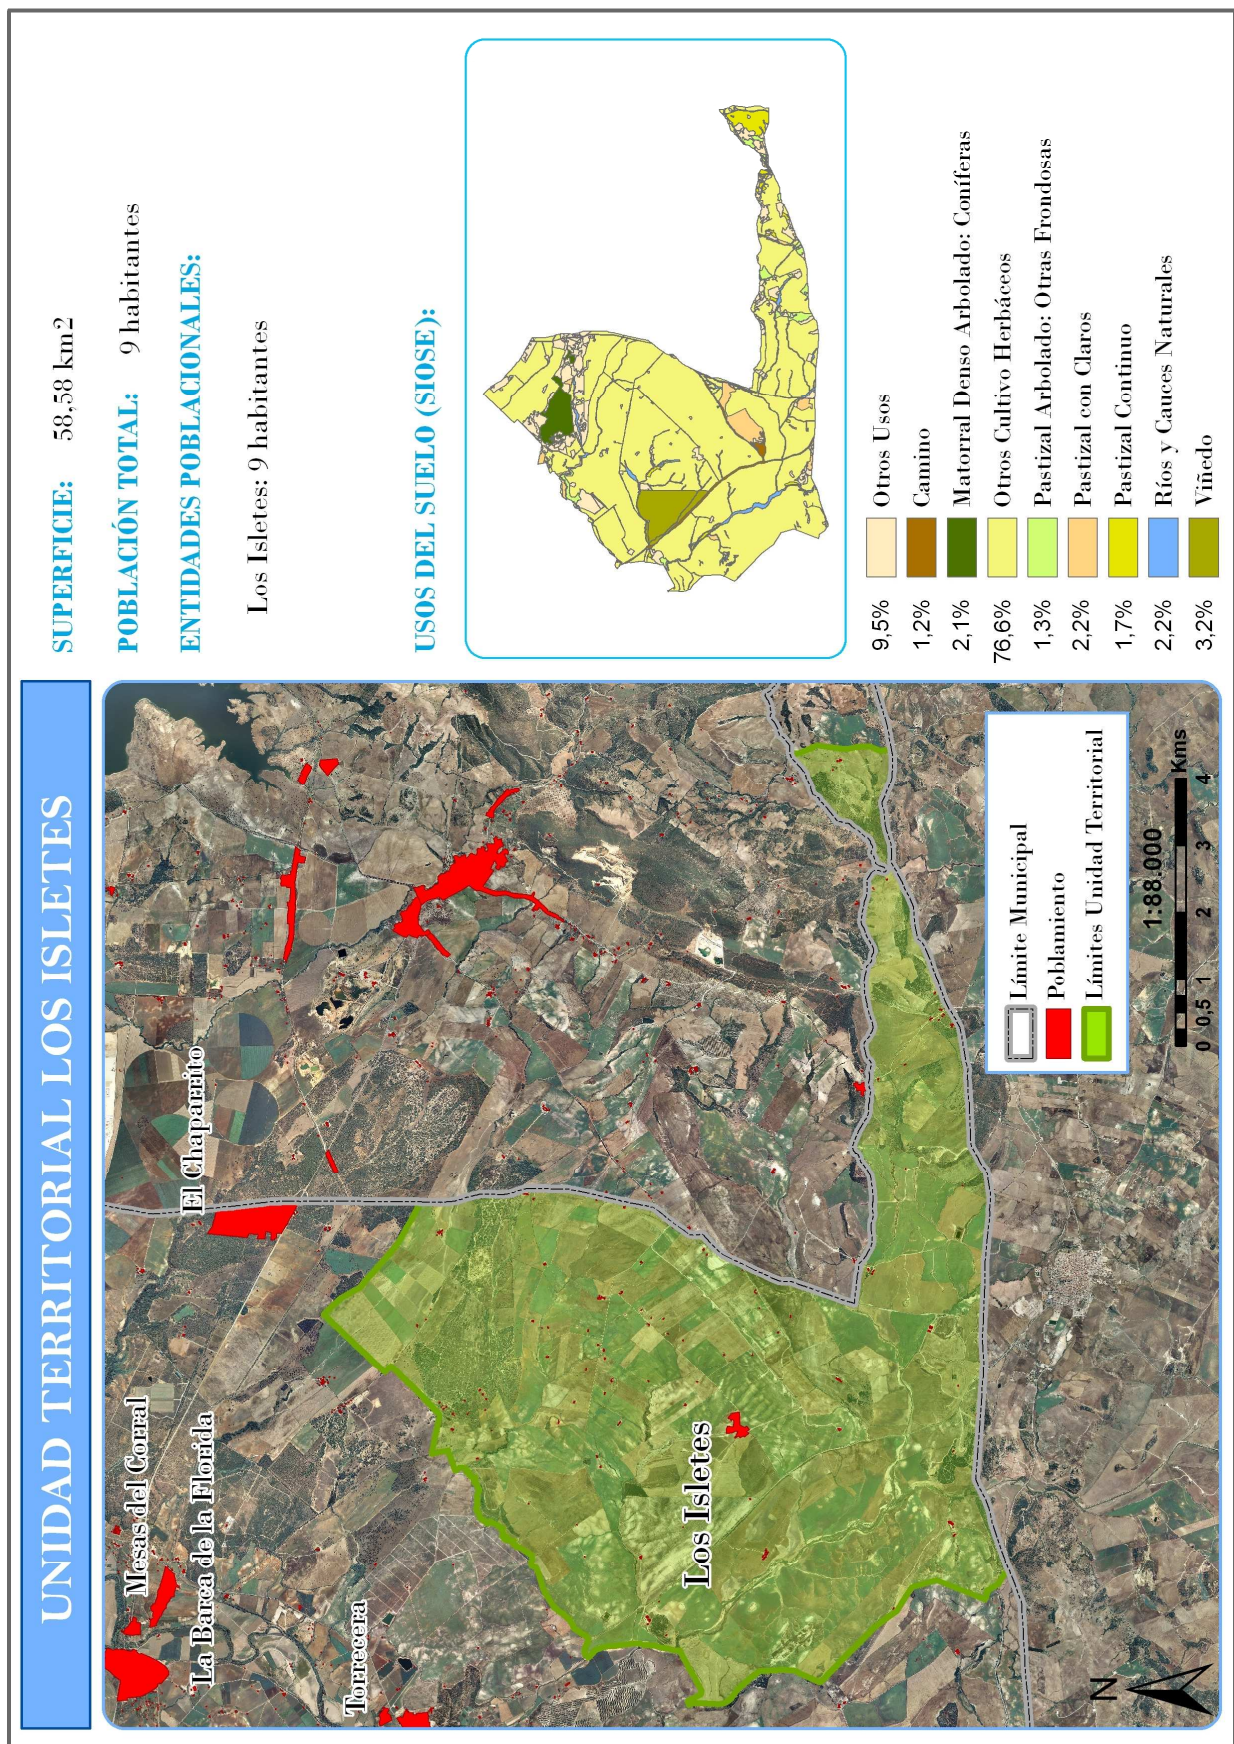 UNIDAD TERRITORIAL LOS ISLETES
Mesas del Corral
La Barca de la Florida
El Chaparrito
Torrecera
Los Isletes
Límite Municipal
Poblamiento
Límites Unidad Territorial
1:88.000
Kms
0 0,5 1 2 3 4
N
SUPERFICIE: 58,58 km2
POBLACIÓN TOTAL: 9 habitantes
ENTIDADES POBLACIONALES:
Los Isletes: 9 habitantes
USOS DEL SUELO (SIOSE):
9,5% Otros Usos
1,2% Camino
2,1% Matorral Denso Arbolado: Coníferas
76,6% Otros Cultivo Herbáceos
1,3% Pastizal Arbolado: Otras Frondosas
2,2% Pastizal con Claros
1,7% Pastizal Continuo
2,2% Ríos y Cauces Naturales
3,2% Viñedo